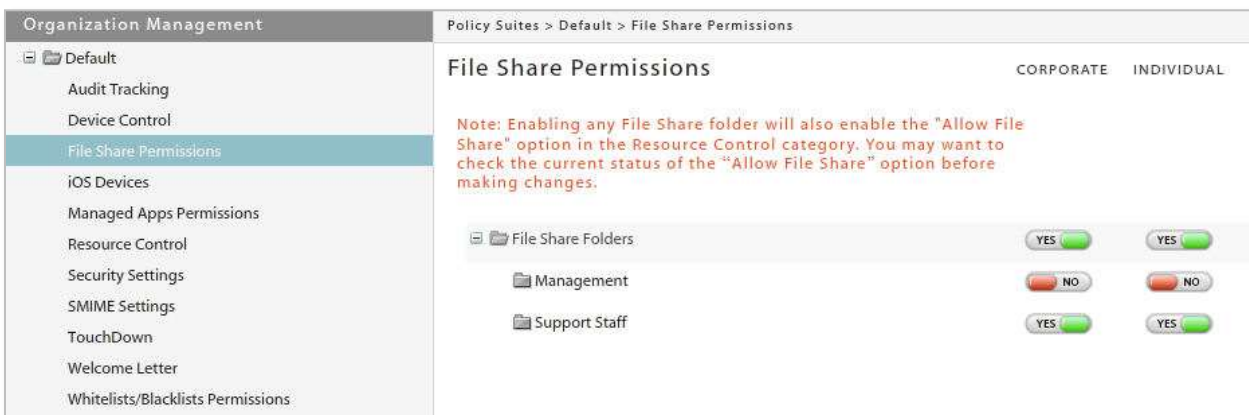 Organization Management
Default
Audit Tracking
Device Control
File Share Permissions
iOS Devices
Managed Apps Permissions
Resource Control
Security Settings
SMIME Settings
TouchDown
Welcome Letter
Whitelists/Blacklists Permissions
Policy Suites > Default > File Share Permissions
File Share Permissions CORPORATE INDIVIDUAL
Note: Enabling any File Share folder will also enable the "Allow File
Share" option in the Resource Control category. You may want to
check the current status of the “Allow File Share” option before
making changes.
File Share Folders YES YES
Management NO NO
Support Staff YES YES